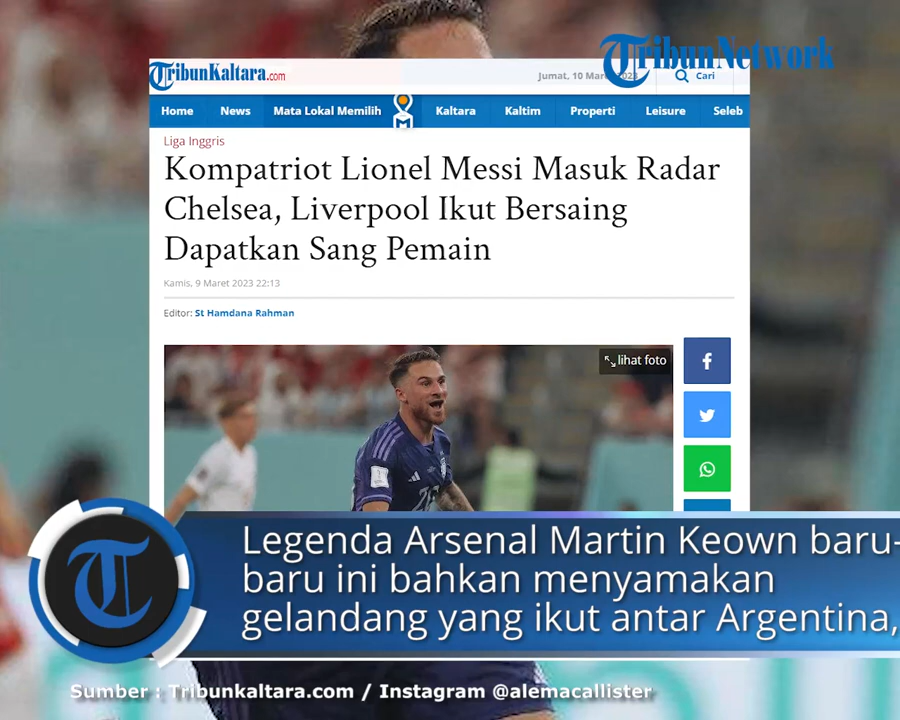 TribunNetwork
TribunKaltara.com
Jumat, 10 Maret 2023
Cari
Home News Mata Lokal Memilih Kaltara Kaltim Properti Leisure Seleb
Liga Inggris
Kompatriot Lionel Messi Masuk Radar
Chelsea, Liverpool Ikut Bersaing
Dapatkan Sang Pemain
Kamis, 9 Maret 2023 22:13
Editor: St Hamdana Rahman
lihat foto
Legenda Arsenal Martin Keown baru-
baru ini bahkan menyamakan
gelandang yang ikut antar Argentina,
Sumber : Tribunkaltara.com / Instagram @alemacallister